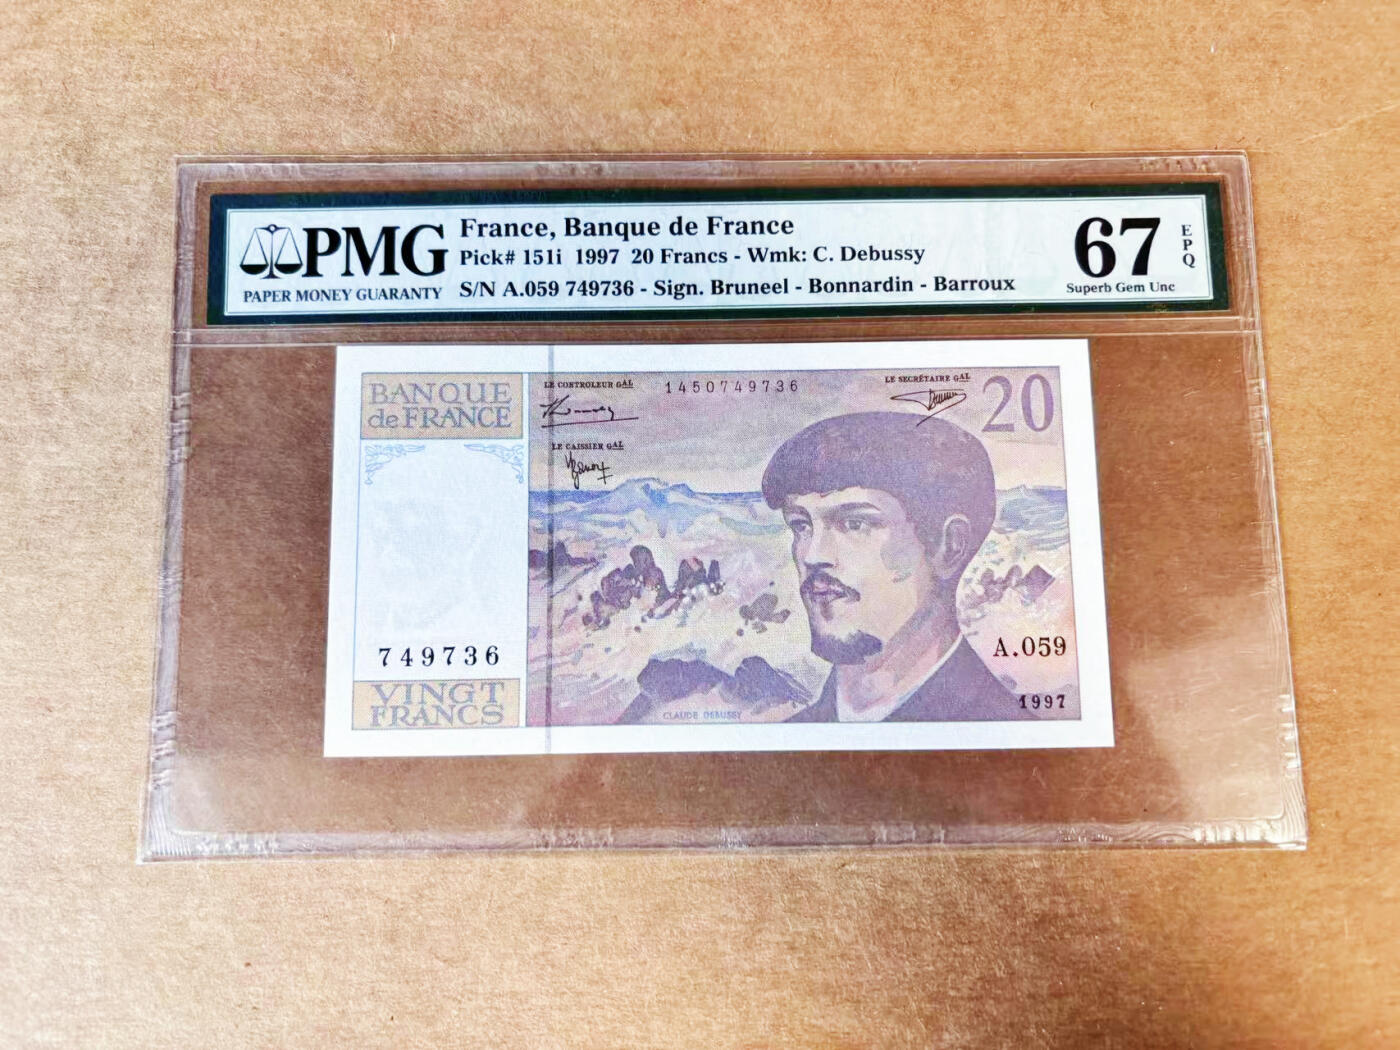 PMG
PAPER MONEY GUARANTY
France, Banque de France
Pick# 151i 1997 20 Francs - Wmk: C. Debussy
S/N A.059 749736 - Sign. Bruneel - Bonnardin - Barroux
67
EPQ
Superb Gem Unc
BANQUE
de FRANCE
LE CONTROLEUR GAL
1450749736
LE SECRÉTAIRE GAL
20
LE CAISSIER GAL
749736
A.059
VINGT
FRANCS
CLAUDE DEBUSSY
1997